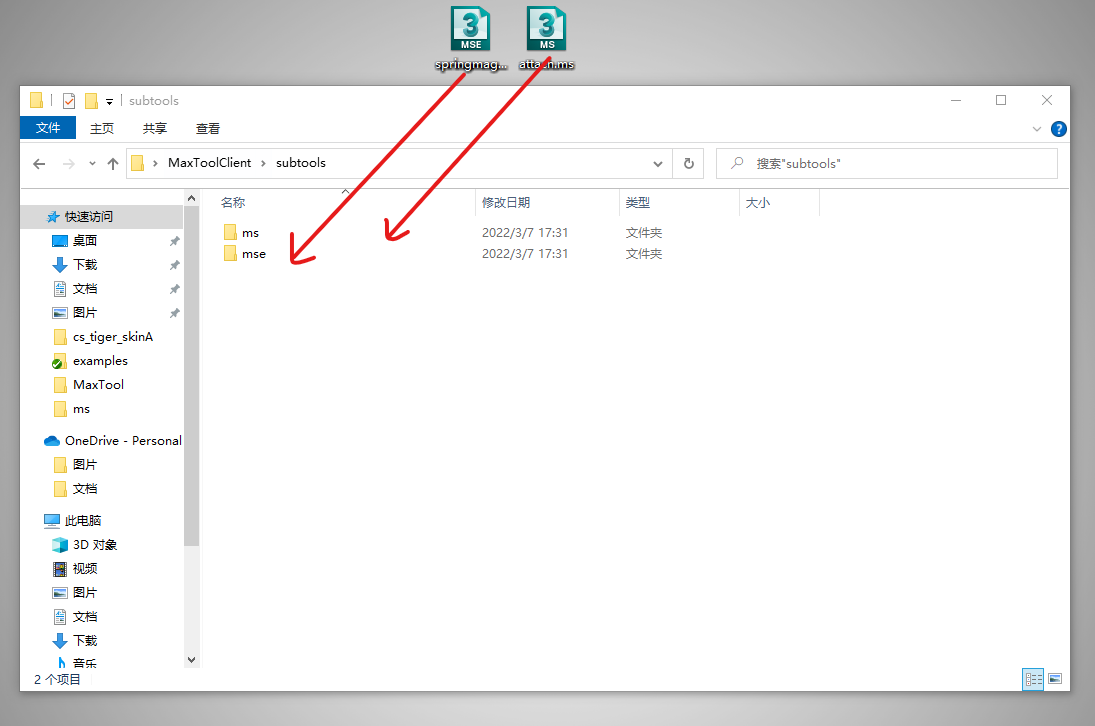 3
MSE
springmag...
3
MS
attach.ms
subtools
文件
主页
共享
查看
?
MaxToolClient
subtools
搜索"subtools"
名称
修改日期
类型
大小
ms
2022/3/7 17:31
文件夹
mse
2022/3/7 17:31
文件夹
快速访问
桌面
下载
文档
图片
cs_tiger_skinA
examples
MaxTool
ms
OneDrive - Personal
图片
文档
此电脑
3D 对象
视频
图片
文档
下载
音乐
2 个项目